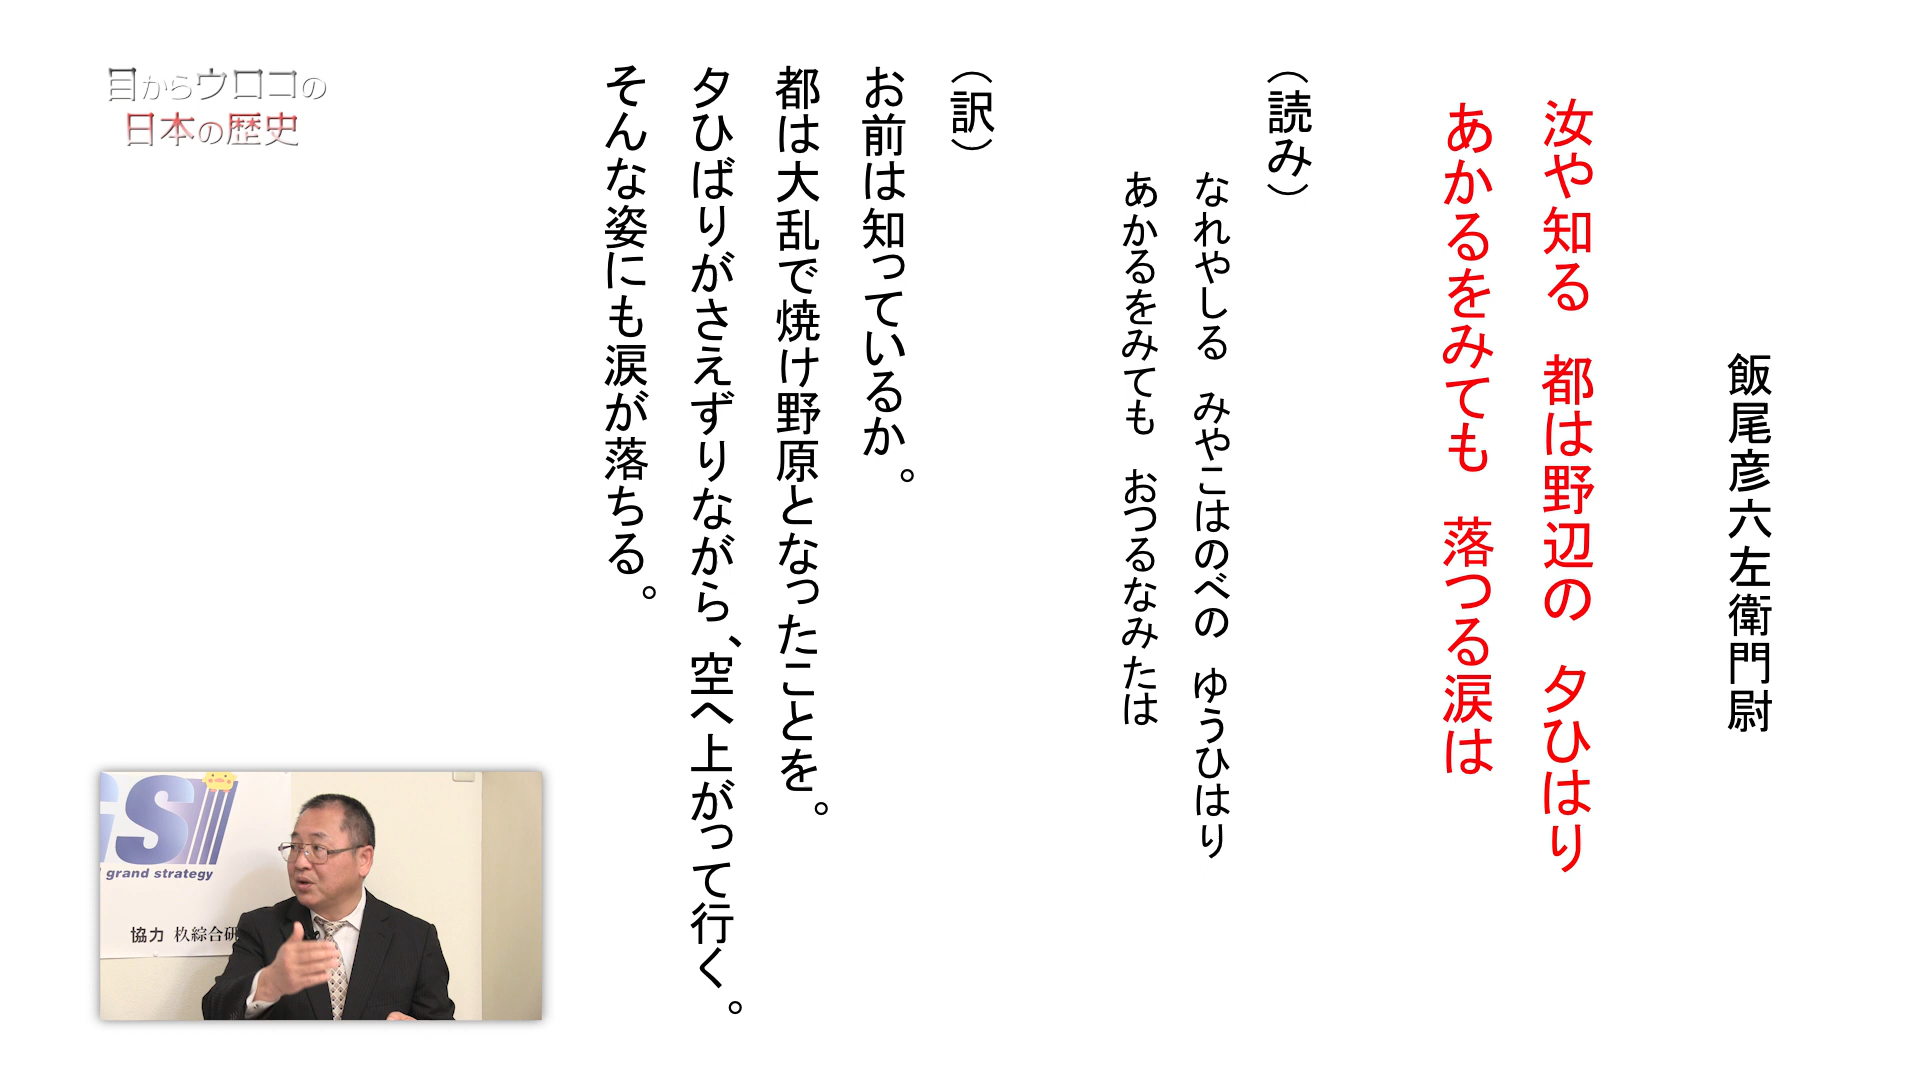 飯尾彦六左衛門尉
汝や知る　都は野辺の　夕ひはり
あかるをみても　落つる涙は
（読み）
なれやしる　みやこはのべの　ゆうひはり
あかるをみても　おつるなみたは
（訳）
お前は知っているか。
都は大乱で焼け野原となったことを。
夕ひばりがさえずりながら、空へ上がって行く。
そんな姿にも涙が落ちる。
目からウロコの
日本の歴史
GSI
grand strategy
協力 杁綜合研